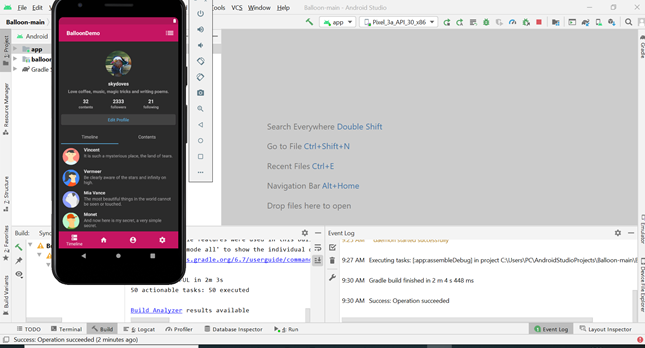 Balloon-main
Tools
VCS
Window
Help
Balloon-main - Android Studio
app
Pixel_3a_API_30_x86
Android
app
Gradle S
1: Project
Resource Manager
Z: Structure
2: Favorites
Build Variants
Gradle
Emulator
Device File Explorer
BalloonDemo
skydoves
Love coffee, music, magic tricks and writing poems.
32
2333
21
contents
followers
following
Edit Profile
Timeline
Contents
Vincent
It is such a mysterious place, the land of tears.
Vermeer
Be clearly aware of the stars and infinity on high.
Mia Vance
The most beautiful things in the world cannot be seen or touched.
Monet
And now here is my secret, a very simple secret
Timeline
Search Everywhere Double Shift
Go to File Ctrl+Shift+N
Recent Files Ctrl+E
Navigation Bar Alt+Home
Drop files here to open
Build:
Sync
features were used in this bui
mode all' to show the individual d
s.gradle.org/6.7/userguide/comman
UL in 2m 3s
50 actionable tasks: 50 executed
Build Analyzer results available
Event Log
Daemon started successfully
9:27 AM Executing tasks: [:app:assembleDebug] in project C:\Users\PC\AndroidStudioProjects\Balloon-main\B
9:30 AM Gradle build finished in 2 m 4 s 448 ms
9:30 AM Success: Operation succeeded
TODO
Terminal
Build
6: Logcat
Profiler
Database Inspector
4: Run
Event Log
Layout Inspector
Success: Operation succeeded (2 minutes ago)